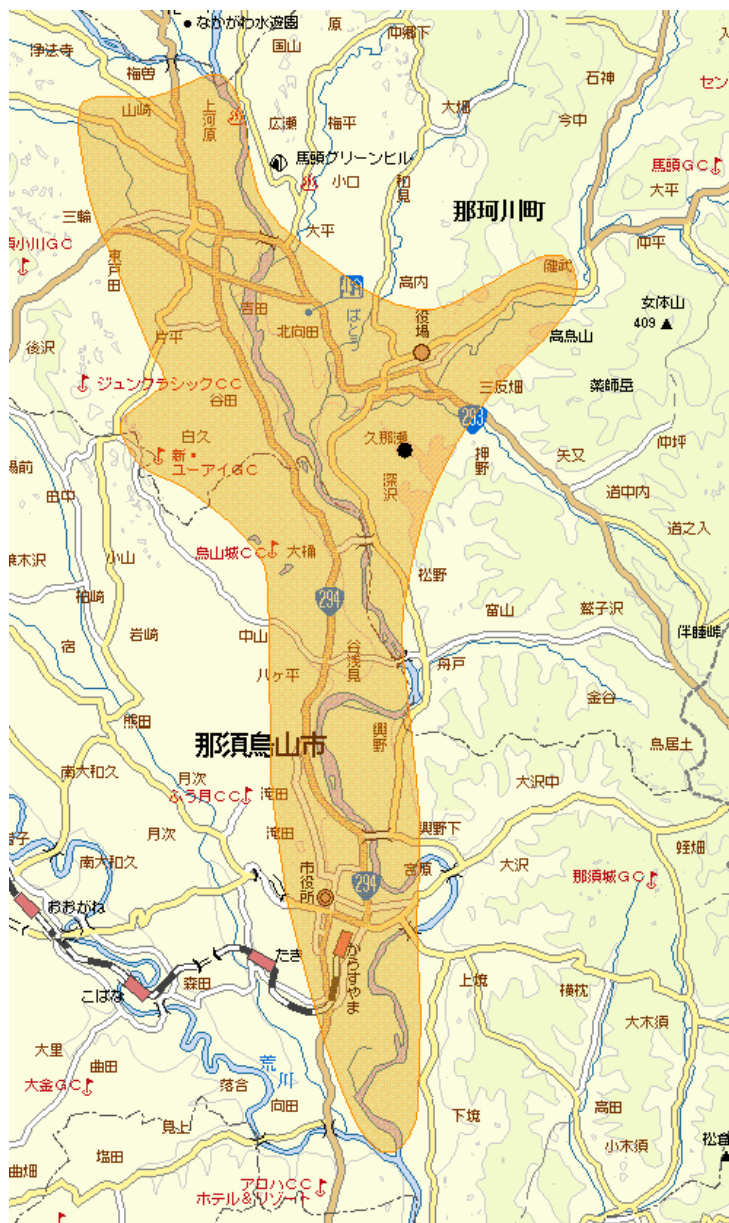 なかがわ水遊園
原
浄法寺
国山
仲郷下
梅曽
石神
セン
山崎
上河原
広瀬
梅平
大畑
今中
馬頭グリーンビル
小口
和見
馬頭GC
大平
三輪
那珂川町
大平
仲平
小川GC
東戸田
健武
高内
吉田
北向田
ばとう
役場
女体山
409
高鳥山
後沢
片平
ジュンクラシックCC
谷田
三反畑
薬師岳
293
白久
久那瀬
新・
ユーアイGC
深沢
押野
矢又
仲坪
田中
道中内
烏山城CC
大桶
道之入
小山
松野
294
柏崎
富山
鷲子沢
岩崎
中山
谷浅見
舟戸
伴睦峠
宿
八ヶ平
金谷
熊田
那須烏山市
興野
鳥居土
南大和久
月次
大沢中
ふう月CC
滝田
月次
滝田
興野下
蛭畑
南大和久
宮原
大沢
市役所
294
那須城GC
おおがね
たき
からすやま
こばな
森田
上境
横枕
大木須
大里
曲田
荒川
大金GC
落合
向田
下境
高田
見上
小木須
松倉
塩田
曲畑
アロハCC
ホテル&リゾート